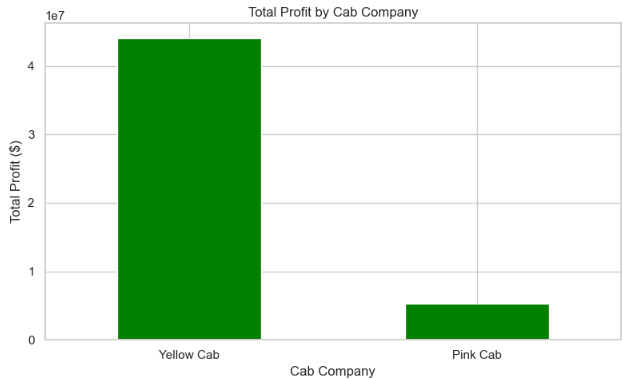 Total Profit by Cab Company
1e7
4
3
2
1
0
Total Profit ($)
Yellow Cab
Pink Cab
Cab Company